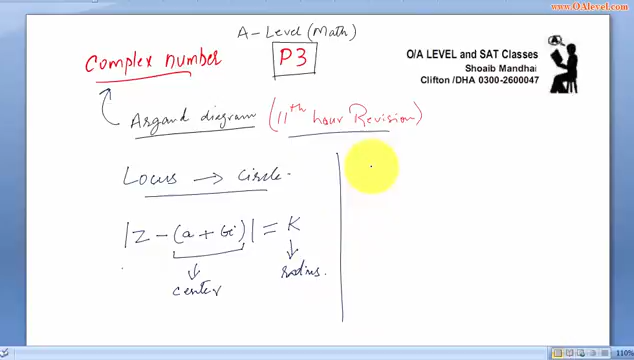 www.OAlevel.com
A-Level (Math)
Complex number
P3
O/A LEVEL and SAT Classes
Shoaib Mandhai
Clifton /DHA 0300-2600047
Argand diagram (11th hour Revision)
Locus → circle.
|Z - (a + bi)| = K
center
radius.
110%